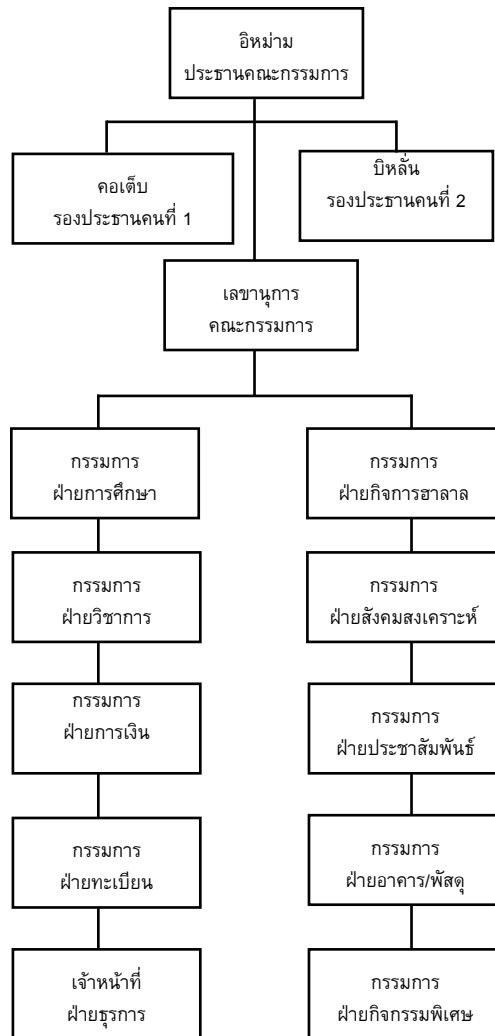 อิหม่าม
ประธานคณะกรรมการ
คอเต็บ
รองประธานคนที่ 1
บิหลั่น
รองประธานคนที่ 2
เลขานุการ
คณะกรรมการ
กรรมการ
ฝ่ายการศึกษา
กรรมการ
ฝ่ายกิจการฮาลาล
กรรมการ
ฝ่ายวิชาการ
กรรมการ
ฝ่ายสังคมสงเคราะห์
กรรมการ
ฝ่ายการเงิน
กรรมการ
ฝ่ายประชาสัมพันธ์
กรรมการ
ฝ่ายทะเบียน
กรรมการ
ฝ่ายอาคาร/พัสดุ
เจ้าหน้าที่
ฝ่ายธุรการ
กรรมการ
ฝ่ายกิจกรรมพิเศษ